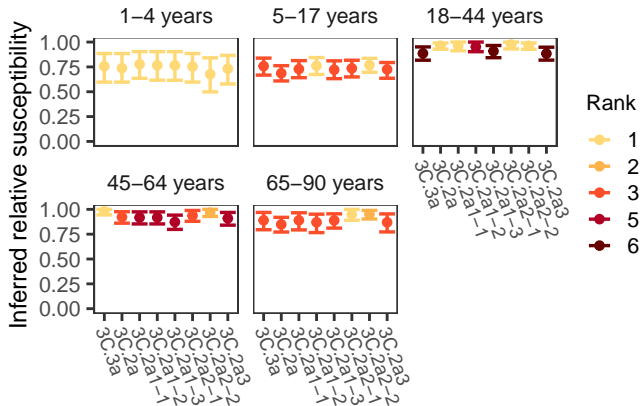 1−4 years
5−17 years
18−44 years
Inferred relative susceptibility
1.00
0.75
0.50
0.25
0.00
3C.3a
3C.2a
3C.2a1−1
3C.2a1−2
3C.2a1−3
3C.2a2−1
3C.2a2−2
3C.2a3
Rank
1
2
3
5
6
45−64 years
65−90 years
1.00
0.75
0.50
0.25
0.00
3C.3a
3C.2a
3C.2a1−1
3C.2a1−2
3C.2a1−3
3C.2a2−1
3C.2a2−2
3C.2a3
3C.3a
3C.2a
3C.2a1−1
3C.2a1−2
3C.2a1−3
3C.2a2−1
3C.2a2−2
3C.2a3